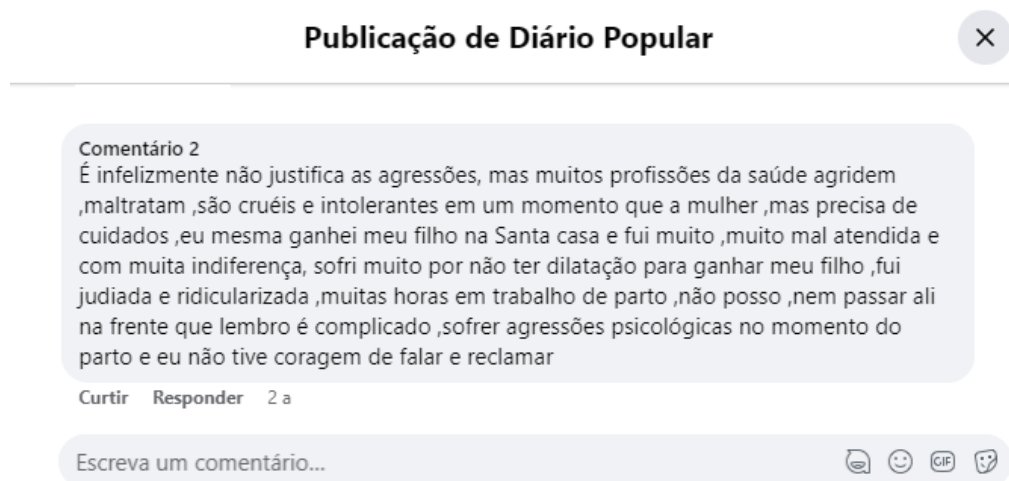 Publicação de Diário Popular
Comentário 2
É infelizmente não justifica as agressões, mas muitos profissões da saúde agridem
,maltratam ,são cruéis e intolerantes em um momento que a mulher ,mas precisa de
cuidados ,eu mesma ganhei meu filho na Santa casa e fui muito ,muito mal atendida e
com muita indiferença, sofri muito por não ter dilatação para ganhar meu filho ,fui
judiada e ridicularizada ,muitas horas em trabalho de parto ,não posso ,nem passar ali
na frente que lembro é complicado ,sofrer agressões psicológicas no momento do
parto e eu não tive coragem de falar e reclamar
Curtir Responder 2 a
Escreva um comentário...
GIF